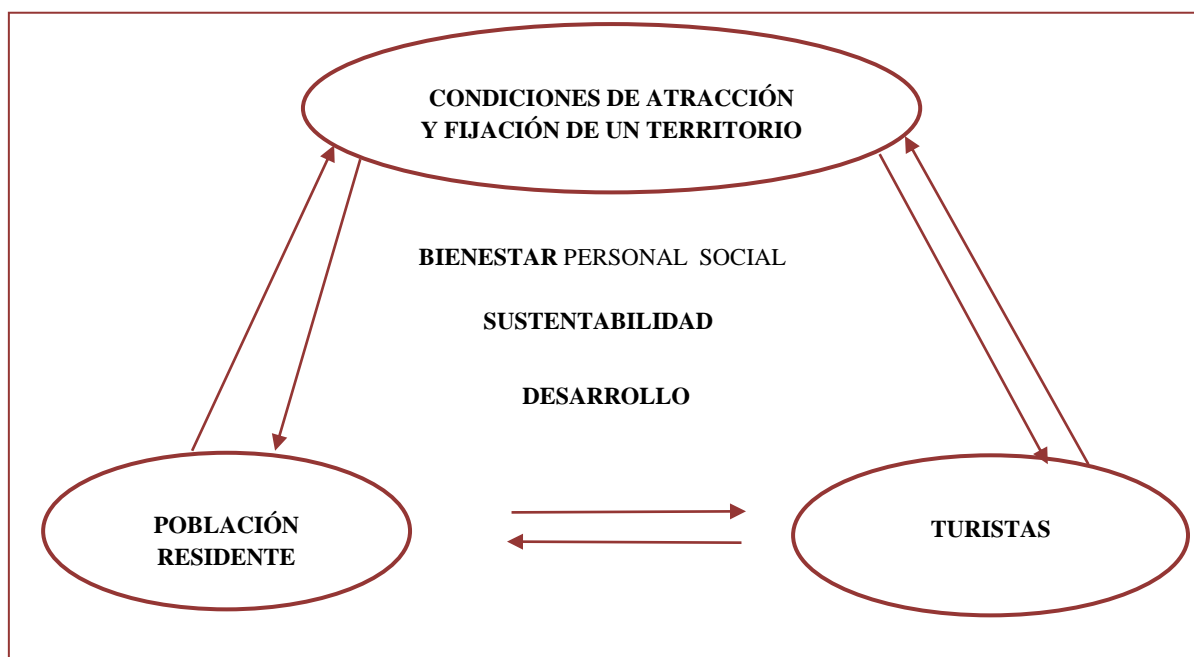 CONDICIONES DE ATRACCIÓN
Y FIJACIÓN DE UN TERRITORIO
BIENESTAR PERSONAL SOCIAL
SUSTENTABILIDAD
DESARROLLO
POBLACIÓN
RESIDENTE
TURISTAS